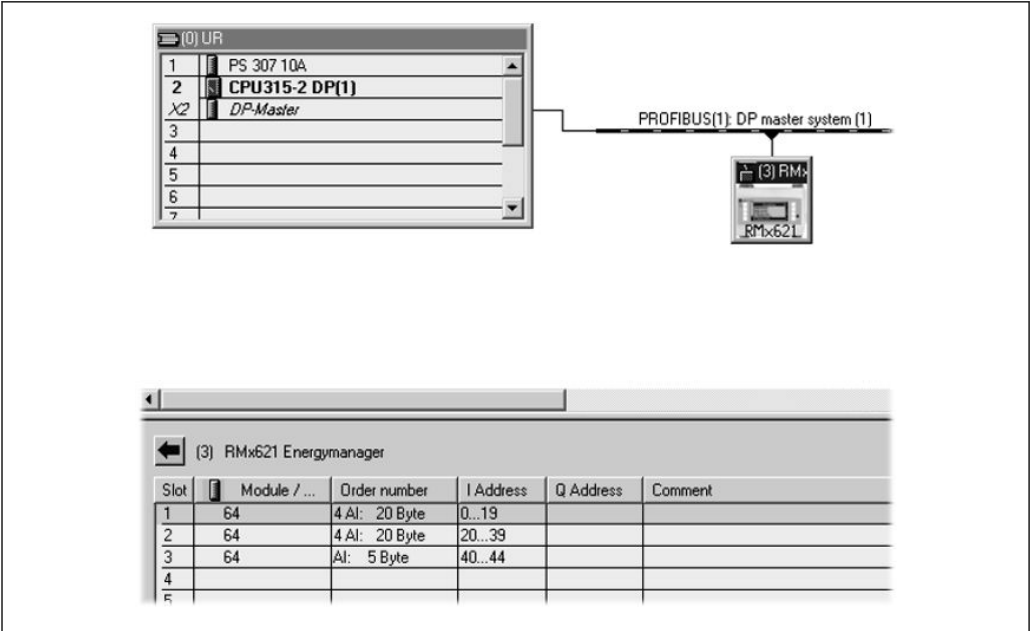 (0) UR
1 PS 307 10A
2 CPU315-2 DP(1)
X2 DP-Master
3
4
5
6
7
PROFIBUS(1): DP master system (1)
(3) RMx
RMx621
(3) RMx621 Energymanager
Slot Module / ... Order number I Address Q Address Comment
1 64 4 AI: 20 Byte 0...19
2 64 4 AI: 20 Byte 20...39
3 64 AI: 5 Byte 40...44
4
5